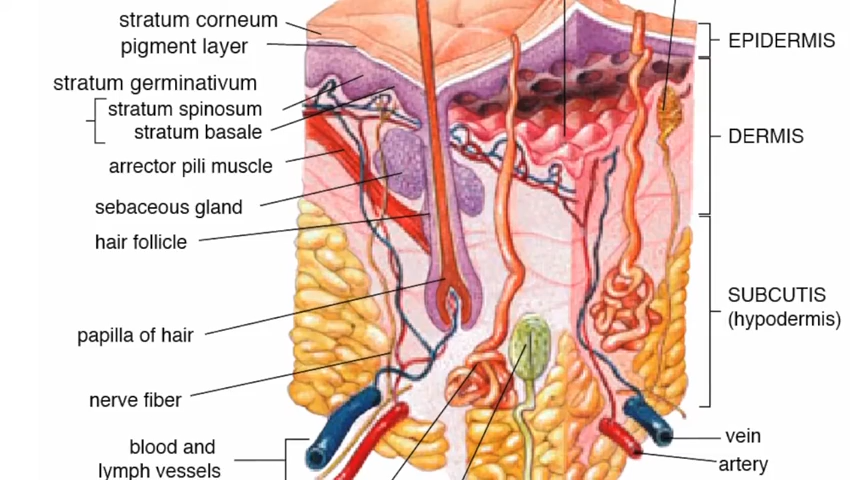 stratum corneum
pigment layer
stratum germinativum
stratum spinosum
stratum basale
arrector pili muscle
sebaceous gland
hair follicle
papilla of hair
nerve fiber
blood and
lymph vessels
EPIDERMIS
DERMIS
SUBCUTIS
(hypodermis)
vein
artery